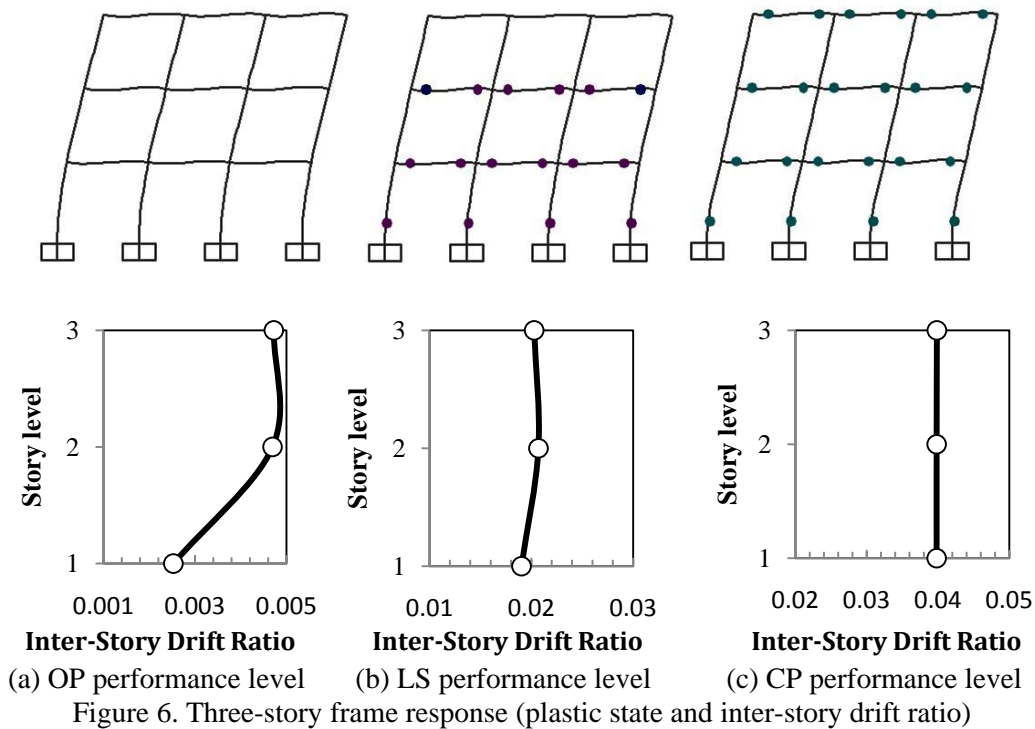 3
2
1
Story level
0.001 0.003 0.005
Inter-Story Drift Ratio
(a) OP performance level
3
2
1
Story level
0.01 0.02 0.03
Inter-Story Drift Ratio
(b) LS performance level
3
2
1
Story level
0.02 0.03 0.04 0.05
Inter-Story Drift Ratio
(c) CP performance level
Figure 6. Three-story frame response (plastic state and inter-story drift ratio)